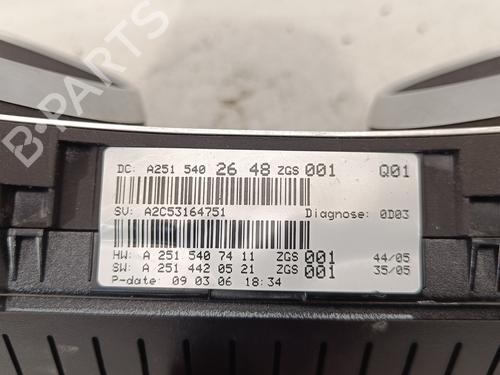 B-PARTS
DC: A251 540 26 48 ZGS 001 Q01
SV: A2C53164751 Diagnose: 0D03
HW: A 251 540 74 11 ZGS 001 44/05
SW: A 251 442 05 21 ZGS 001 35/05
P-date: 09 03 06 18:34